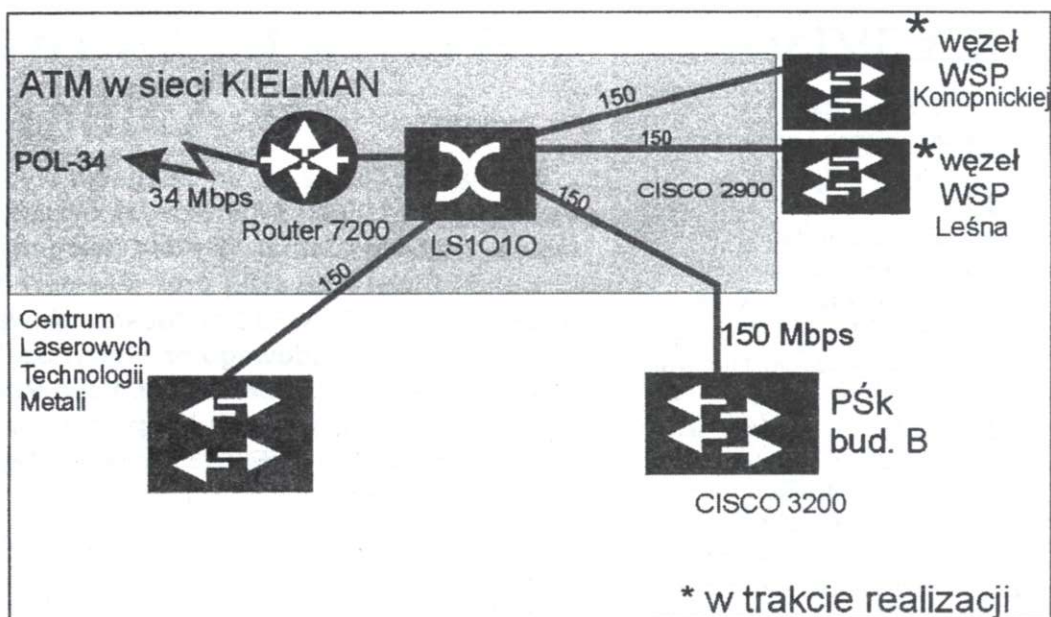 ATM w sieci KIELMAN
POL-34
34 Mbps
Router 7200
LS1010
150
150
150
150
CISCO 2900
* węzeł
WSP
Konopnickiej
* węzeł
WSP
Leśna
Centrum
Laserowych
Technologii
Metali
150 Mbps
PŚk
bud. B
CISCO 3200
* w trakcie realizacji